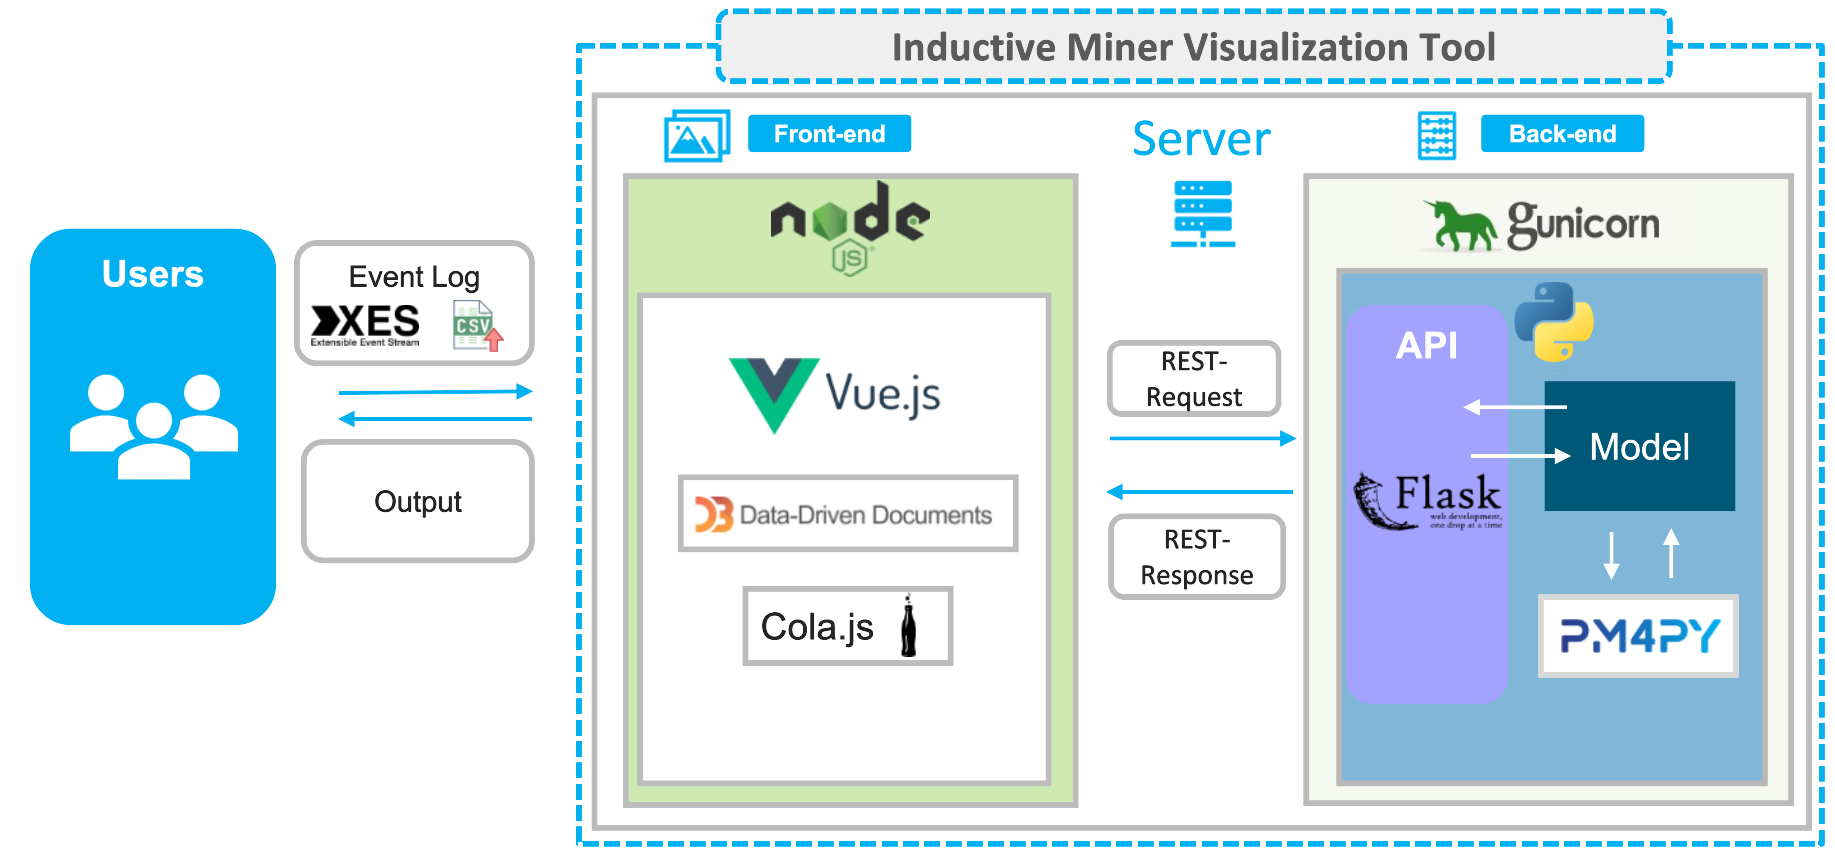 Inductive Miner Visualization Tool
Front-end
Server
Back-end
node
JS
gunicorn
Users
Event Log
XES
Extensible Event Stream
CSV
Output
Vue.js
D3 Data-Driven Documents
Cola.js
REST-
Request
REST-
Response
API
Flask
web development,
one drop at a time
Model
PM4PY